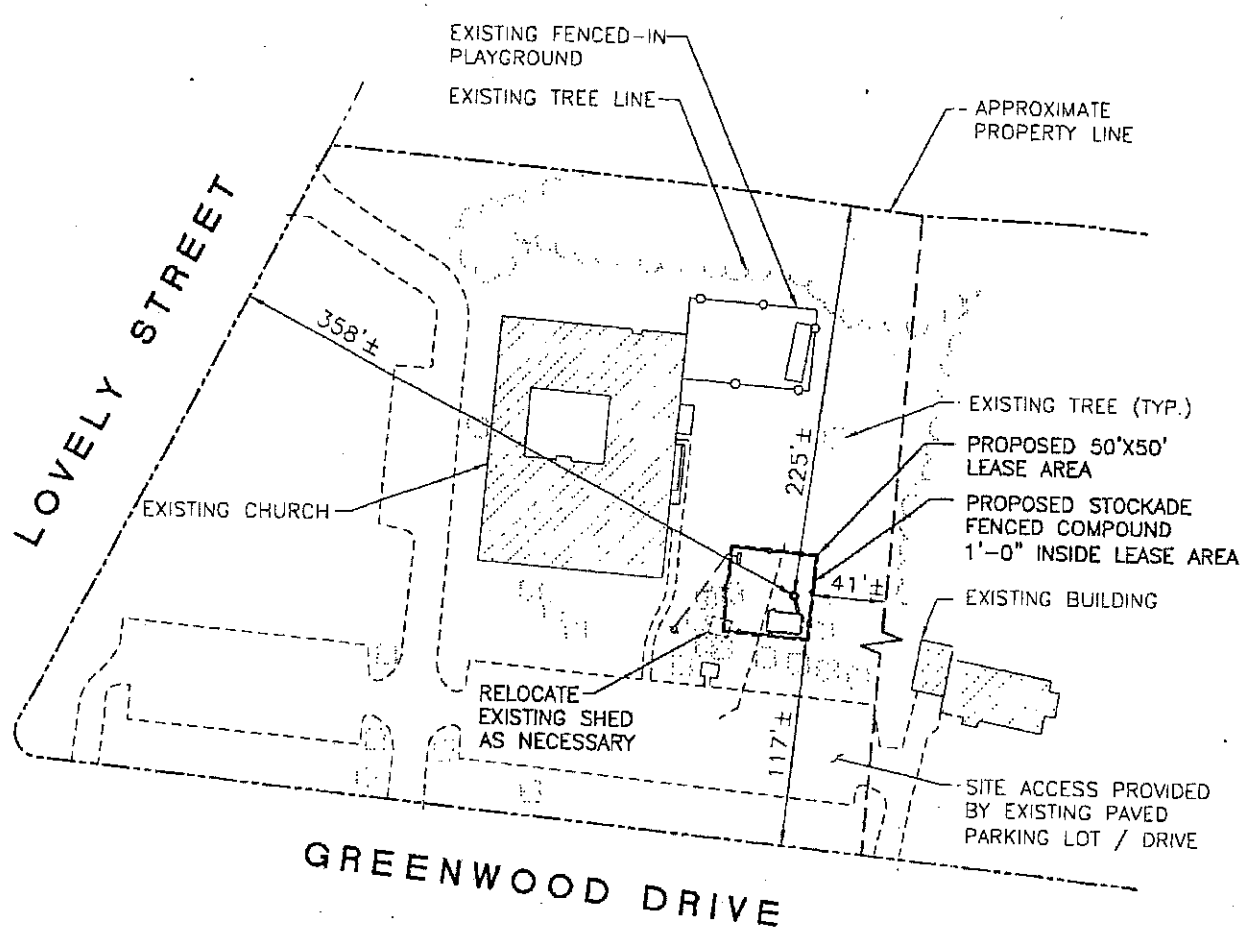 EXISTING FENCED-IN
PLAYGROUND
EXISTING TREE LINE
APPROXIMATE
PROPERTY LINE
LOVELY STREET
358'±
EXISTING TREE (TYP.)
225'±
PROPOSED 50'X50'
LEASE AREA
EXISTING CHURCH
PROPOSED STOCKADE
FENCED COMPOUND
1'-0" INSIDE LEASE AREA
41'±
EXISTING BUILDING
RELOCATE
EXISTING SHED
AS NECESSARY
117'±
SITE ACCESS PROVIDED
BY EXISTING PAVED
PARKING LOT / DRIVE
GREENWOOD DRIVE